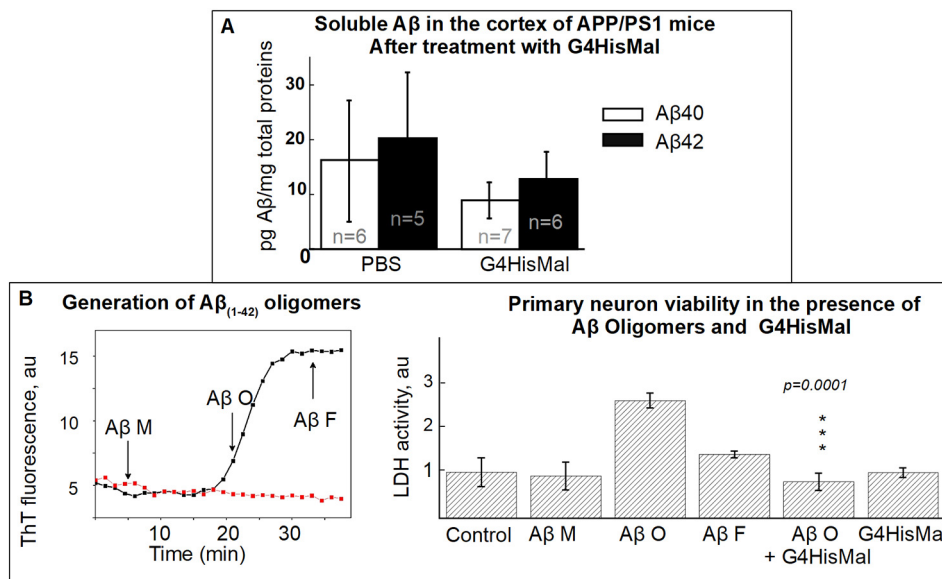 A
Soluble Aβ in the cortex of APP/PS1 mice
After treatment with G4HisMal
pg Aβ/mg total proteins
30
20
10
0
Aβ40
Aβ42
n=6
n=5
n=7
n=6
PBS
G4HisMal
B
Generation of Aβ(1-42) oligomers
ThT fluorescence, au
15
10
5
Aβ M
Aβ O
Aβ F
10
20
30
Time (min)
Primary neuron viability in the presence of
Aβ Oligomers and G4HisMal
LDH activity, au
3
2
1
p=0.0001
*
*
*
Control
Aβ M
Aβ O
Aβ F
Aβ O
+ G4HisMal
G4HisMa